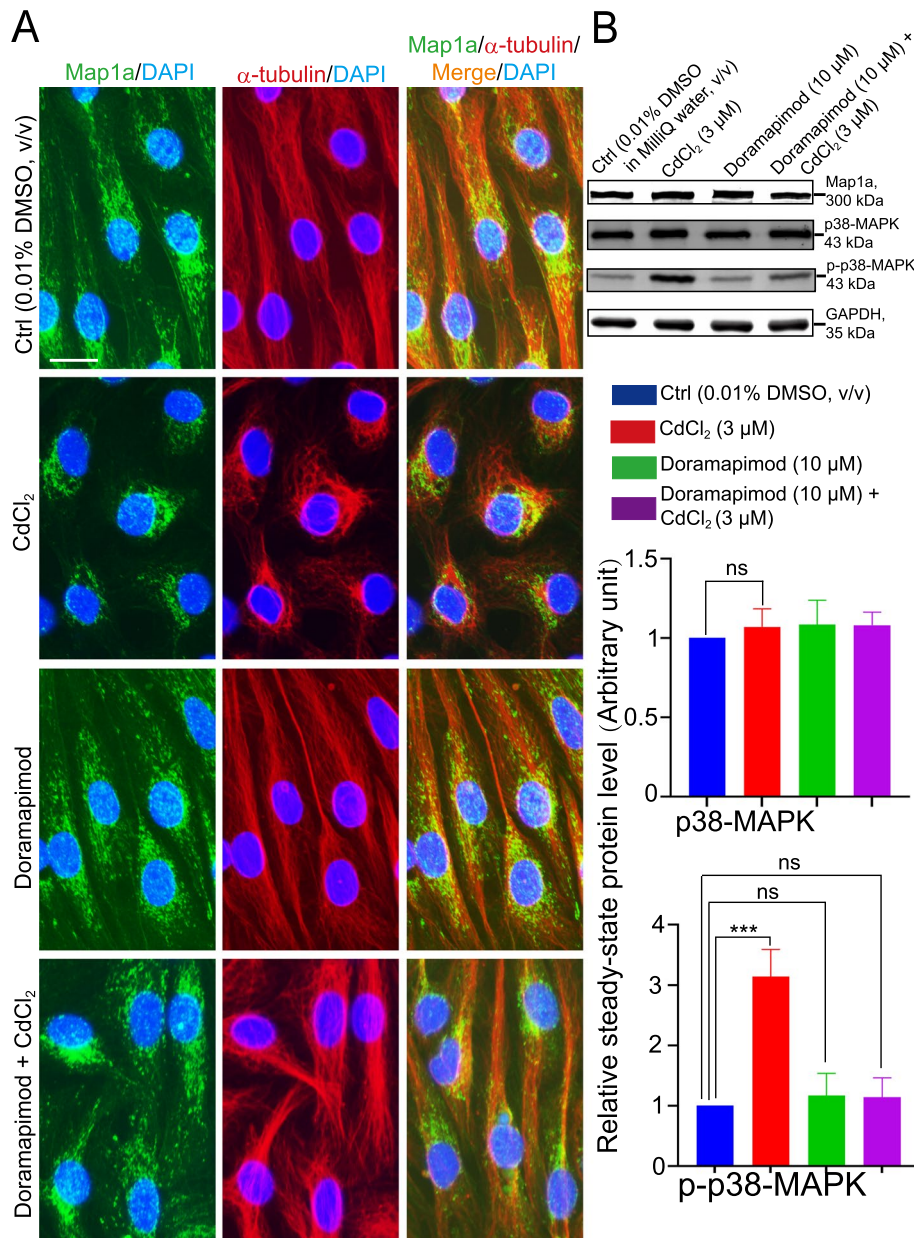 A
Map1a/DAPI
α-tubulin/DAPI
Map1a/α-tubulin/
Merge/DAPI
Ctrl (0.01% DMSO, v/v)
CdCl₂
Doramapimod
Doramapimod + CdCl₂
B
Ctrl (0.01% DMSO
in MilliQ water, v/v)
CdCl₂ (3 µM)
Doramapimod (10 µM)
Doramapimod (10 µM) +
CdCl₂ (3 µM)
Map1a,
300 kDa
p38-MAPK
43 kDa
p-p38-MAPK
43 kDa
GAPDH,
35 kDa
Ctrl (0.01% DMSO, v/v)
CdCl₂ (3 µM)
Doramapimod (10 µM)
Doramapimod (10 µM) +
CdCl₂ (3 µM)
Relative steady-state protein level (Arbitrary unit)
1.5
1
0.5
0
ns
p38-MAPK
4
3
2
1
0
ns
ns
***
p-p38-MAPK